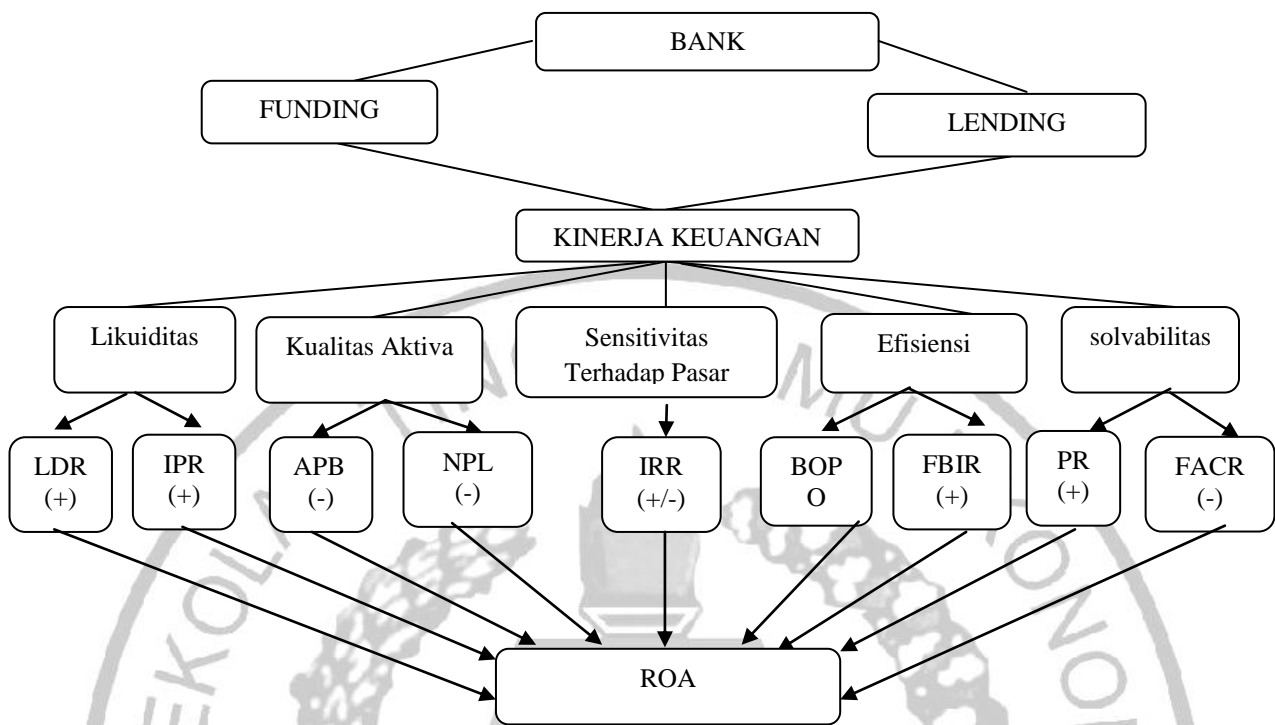 BANK
FUNDING
LENDING
KINERJA KEUANGAN
Likuiditas
Kualitas Aktiva
Sensitivitas
Terhadap Pasar
Efisiensi
solvabilitas
LDR
(+)
IPR
(+)
APB
(-)
NPL
(-)
IRR
(+/-)
BOP
O
FBIR
(+)
PR
(+)
FACR
(-)
ROA